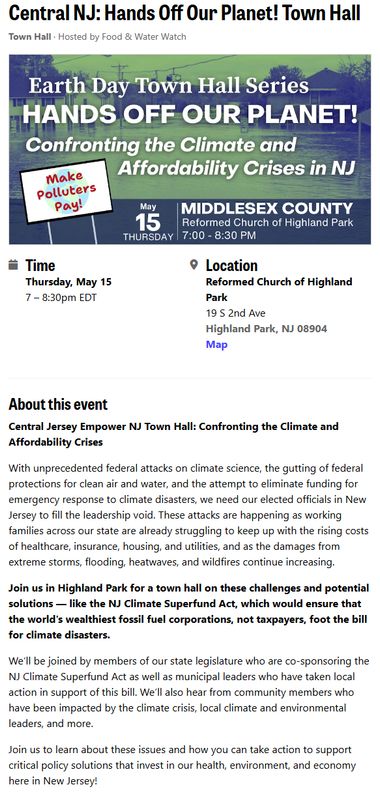 Central NJ: Hands Off Our Planet! Town Hall
Town Hall · Hosted by Food & Water Watch
Earth Day Town Hall Series
HANDS OFF OUR PLANET!
Confronting the Climate and
Affordability Crises in NJ
Make
Polluters
Pay!
May
15
THURSDAY
MIDDLESEX COUNTY
Reformed Church of Highland Park
7:00 - 8:30 PM
Time
Thursday, May 15
7 – 8:30pm EDT
Location
Reformed Church of Highland
Park
19 S 2nd Ave
Highland Park, NJ 08904
Map
About this event
Central Jersey Empower NJ Town Hall: Confronting the Climate and
Affordability Crises
With unprecedented federal attacks on climate science, the gutting of federal
protections for clean air and water, and the attempt to eliminate funding for
emergency response to climate disasters, we need our elected officials in New
Jersey to fill the leadership void. These attacks are happening as working
families across our state are already struggling to keep up with the rising costs
of healthcare, insurance, housing, and utilities, and as the damages from
extreme storms, flooding, heatwaves, and wildfires continue increasing.
Join us in Highland Park for a town hall on these challenges and potential
solutions — like the NJ Climate Superfund Act, which would ensure that
the world's wealthiest fossil fuel corporations, not taxpayers, foot the bill
for climate disasters.
We'll be joined by members of our state legislature who are co-sponsoring the
NJ Climate Superfund Act as well as municipal leaders who have taken local
action in support of this bill. We'll also hear from community members who
have been impacted by the climate crisis, local climate and environmental
leaders, and more.
Join us to learn about these issues and how you can take action to support
critical policy solutions that invest in our health, environment, and economy
here in New Jersey!